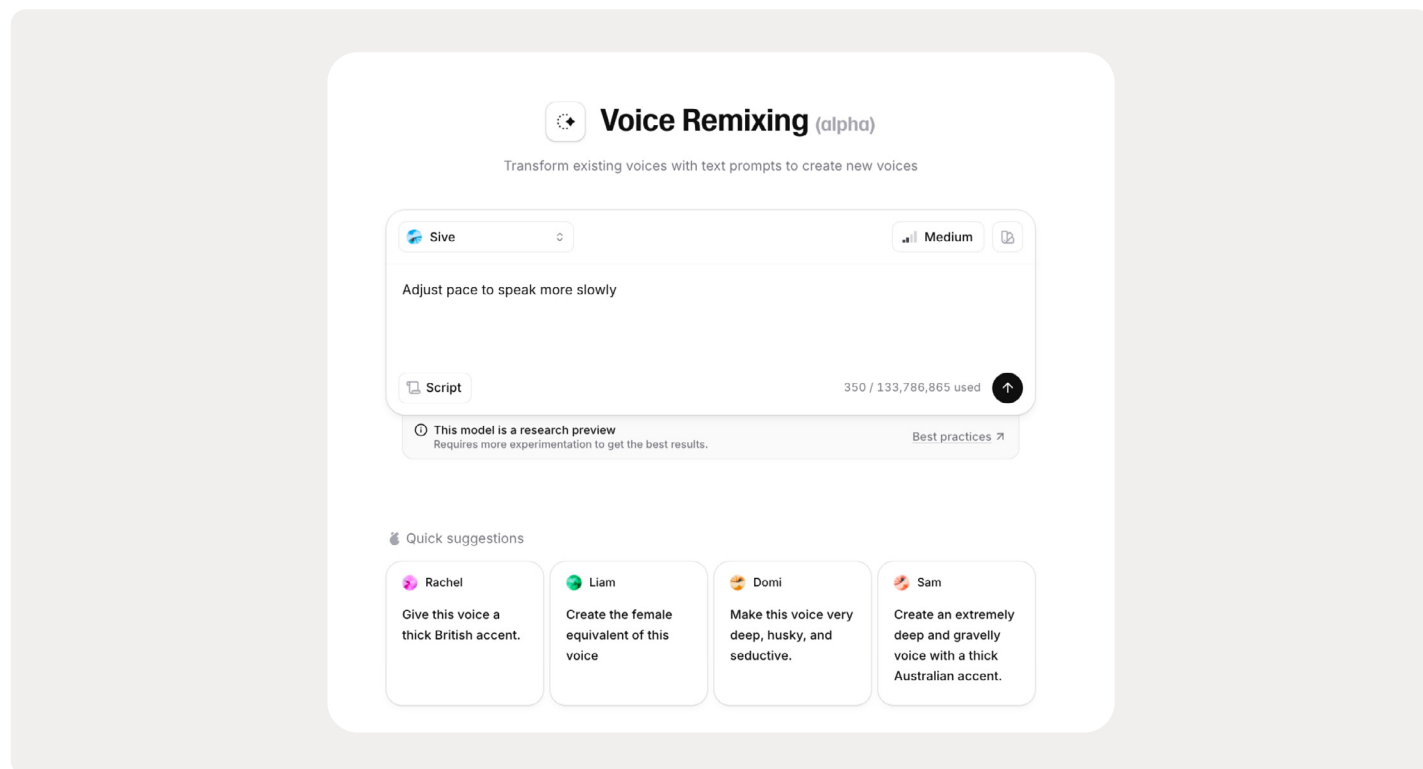 Voice Remixing (alpha)
Transform existing voices with text prompts to create new voices
Sive
Medium
Adjust pace to speak more slowly
Script
350 / 133,786,865 used
This model is a research preview
Requires more experimentation to get the best results.
Best practices
Quick suggestions
Rachel
Give this voice a
thick British accent.
Liam
Create the female
equivalent of this
voice
Domi
Make this voice very
deep, husky, and
seductive.
Sam
Create an extremely
deep and gravelly
voice with a thick
Australian accent.